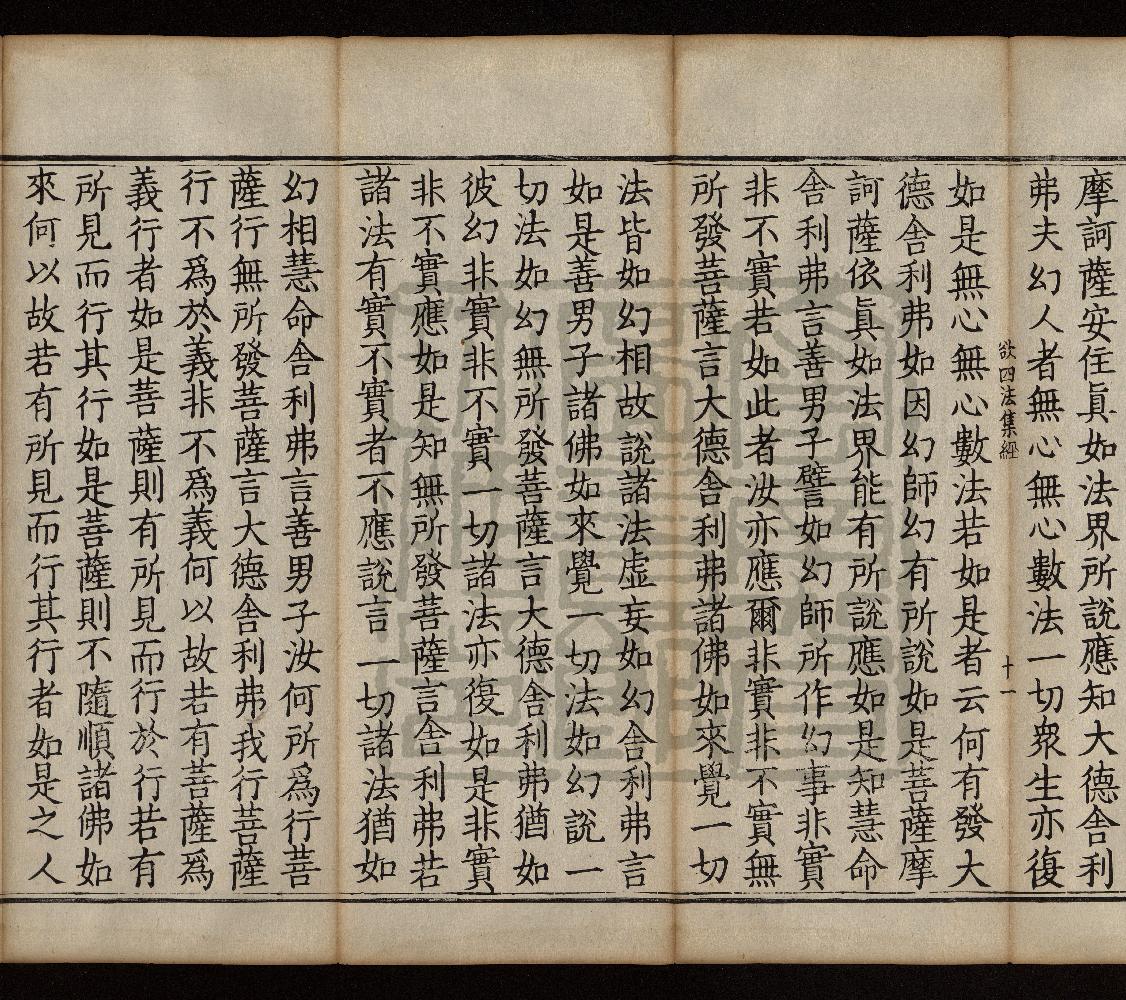 摩訶薩安住眞如法界所說應知大德舍利
弗夫幻人者無心無心數法一切衆生亦復
欲四法集經 十一
如是無心無心數法若如是者云何有發大
德舍利弗如因幻師幻有所說如是菩薩摩
訶薩依眞如法界能有所說應如是知慧命
舍利弗言善男子譬如幻師所作幻事非實
非不實若如此者汝亦應爾非實非不實無
所發菩薩言大德舍利弗諸佛如來覺一切
法皆如幻相故說諸法虛妄如幻舍利弗言
如是善男子諸佛如來覺一切法如幻說一
切法如幻無所發菩薩言大德舍利弗猶如
彼幻非實非不實一切諸法亦復如是非實
非不實應如是知無所發菩薩言舍利弗若
諸法有實不實者不應說言一切諸法猶如
幻相慧命舍利弗言善男子汝何所爲行菩
薩行無所發菩薩言大德舍利弗我行菩薩
行不爲於義非不爲義何以故若有菩薩爲
義行者如是菩薩則有所見而行於行若有
所見而行其行如是菩薩則不隨順諸佛如
來何以故若有所見而行其行者如是之人